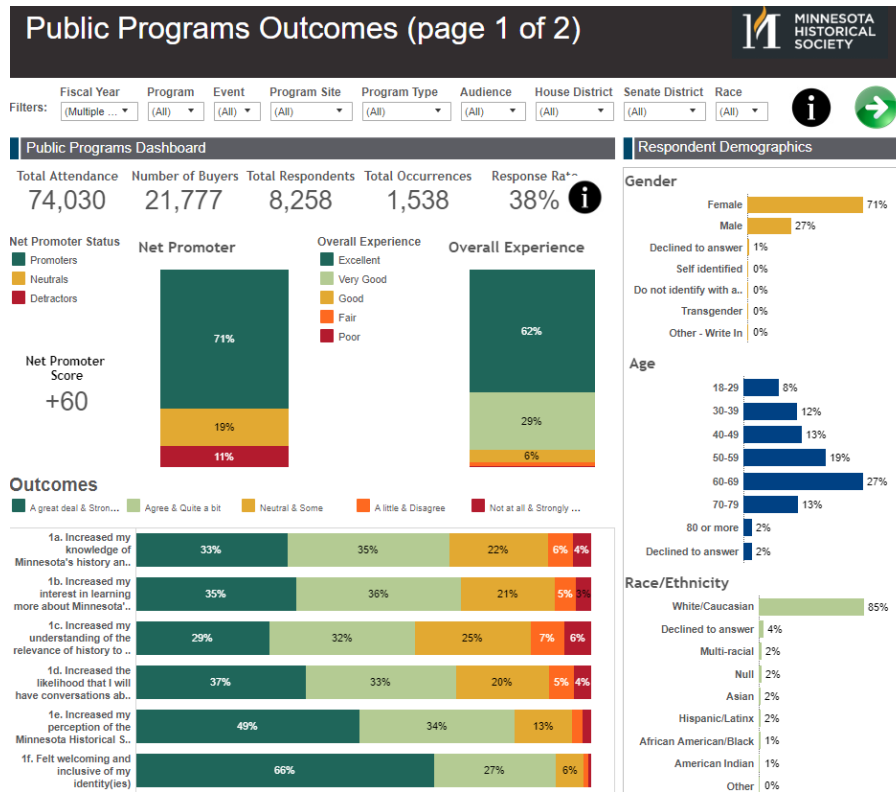 Public Programs Outcomes (page 1 of 2)
MINNESOTA
HISTORICAL
SOCIETY
Filters:
Fiscal Year Program Event Program Site Program Type Audience House District Senate District Race
(Multiple ... (All) (All) (All) (All) (All) (All) (All) (All)
i
Public Programs Dashboard
Total Attendance Number of Buyers Total Respondents Total Occurrences Response Rate
74,030 21,777 8,258 1,538 38%
i
Net Promoter Status
Promoters
Neutrals
Detractors
Net Promoter
Score
+60
Net Promoter
71%
19%
11%
Overall Experience
Excellent
Very Good
Good
Fair
Poor
Overall Experience
62%
29%
6%
Outcomes
A great deal & Stron... Agree & Quite a bit Neutral & Some A little & Disagree Not at all & Strongly ...
1a. Increased my
knowledge of
Minnesota's history an..
33% 35% 22% 6% 4%
1b. Increased my
interest in learning
more about Minnesota'..
35% 36% 21% 5% 3%
1c. Increased my
understanding of the
relevance of history to ..
29% 32% 25% 7% 6%
1d. Increased the
likelihood that I will
have conversations ab..
37% 33% 20% 5% 4%
1e. Increased my
perception of the
Minnesota Historical S..
49% 34% 13%
1f. Felt welcoming and
inclusive of my
identity(ies)
66% 27% 6%
Respondent Demographics
Gender
Female 71%
Male 27%
Declined to answer 1%
Self identified 0%
Do not identify with a.. 0%
Transgender 0%
Other - Write In 0%
Age
18-29 8%
30-39 12%
40-49 13%
50-59 19%
60-69 27%
70-79 13%
80 or more 2%
Declined to answer 2%
Race/Ethnicity
White/Caucasian 85%
Declined to answer 4%
Multi-racial 2%
Null 2%
Asian 2%
Hispanic/Latinx 2%
African American/Black 1%
American Indian 1%
Other 0%